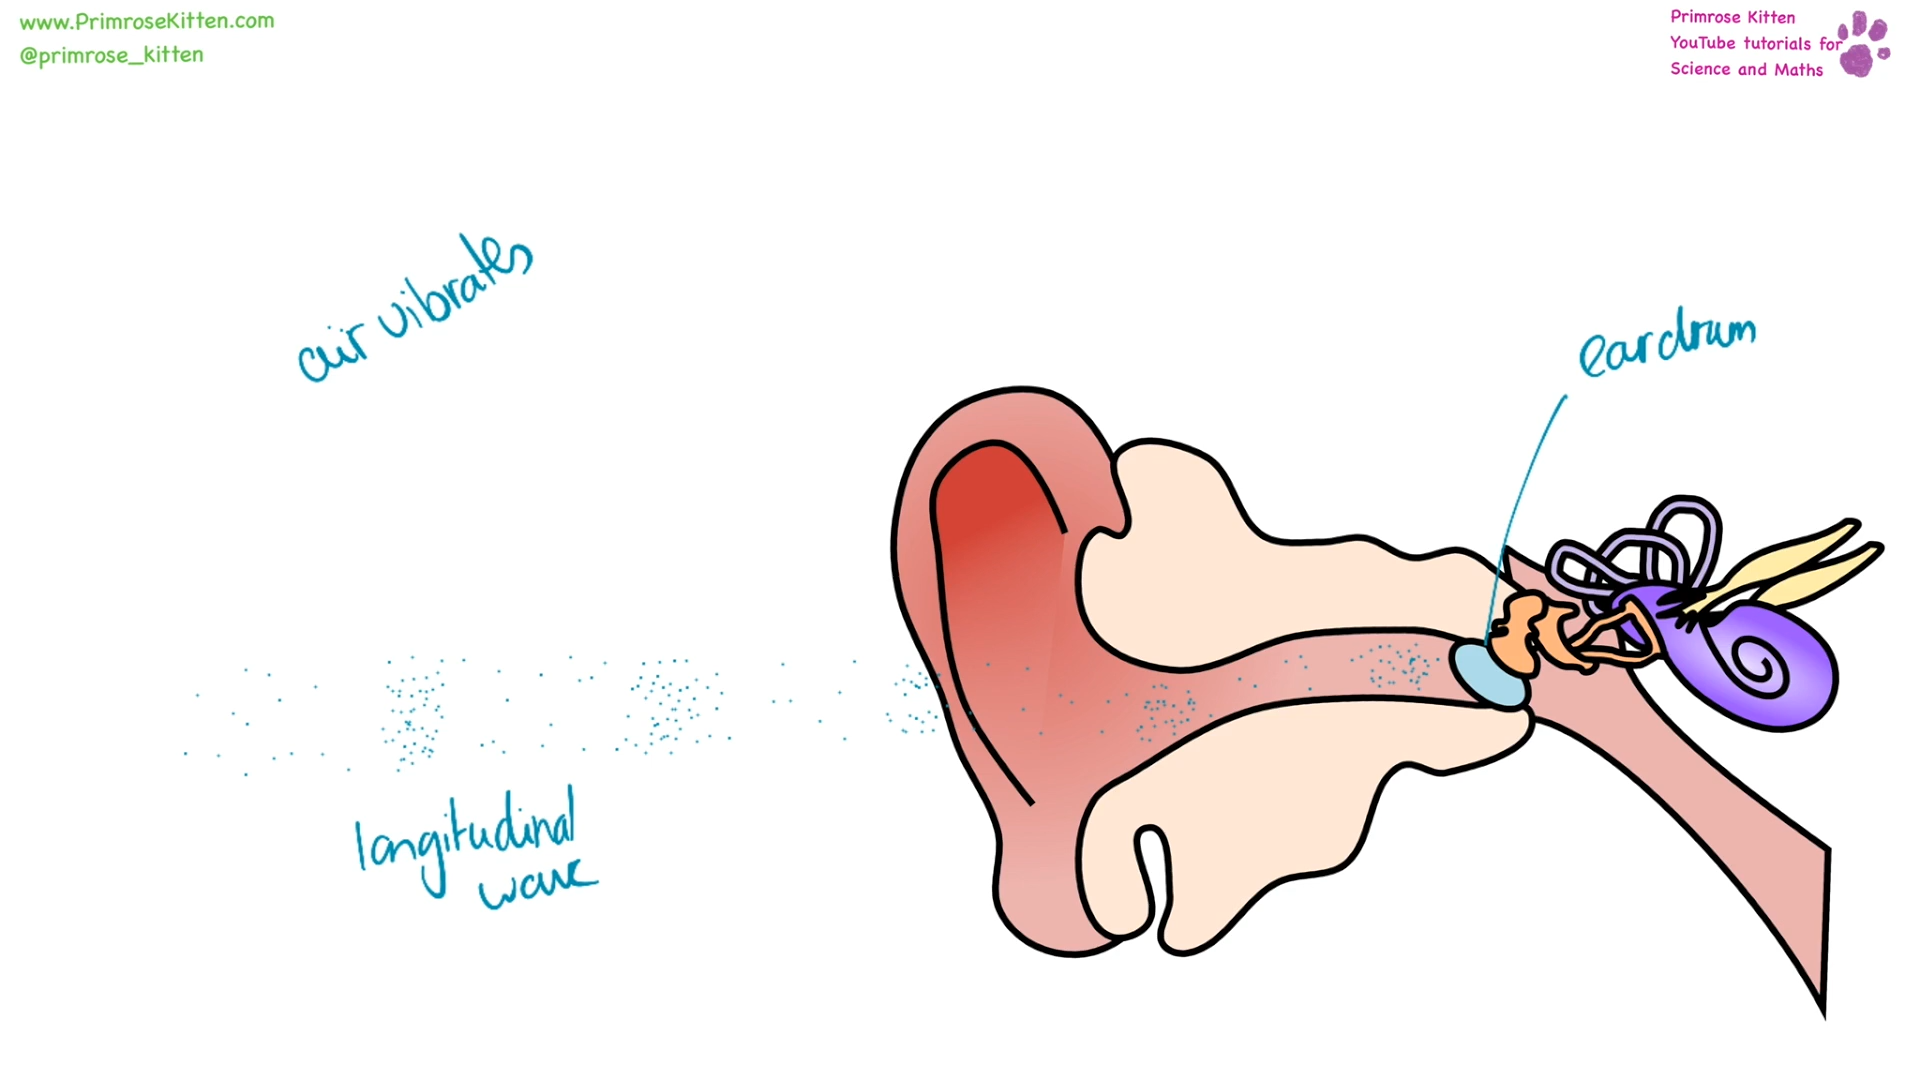 www.PrimroseKitten.com
@primrose_kitten
Primrose Kitten
YouTube tutorials for
Science and Maths
air vibrates
eardrum
longitudinal
wave